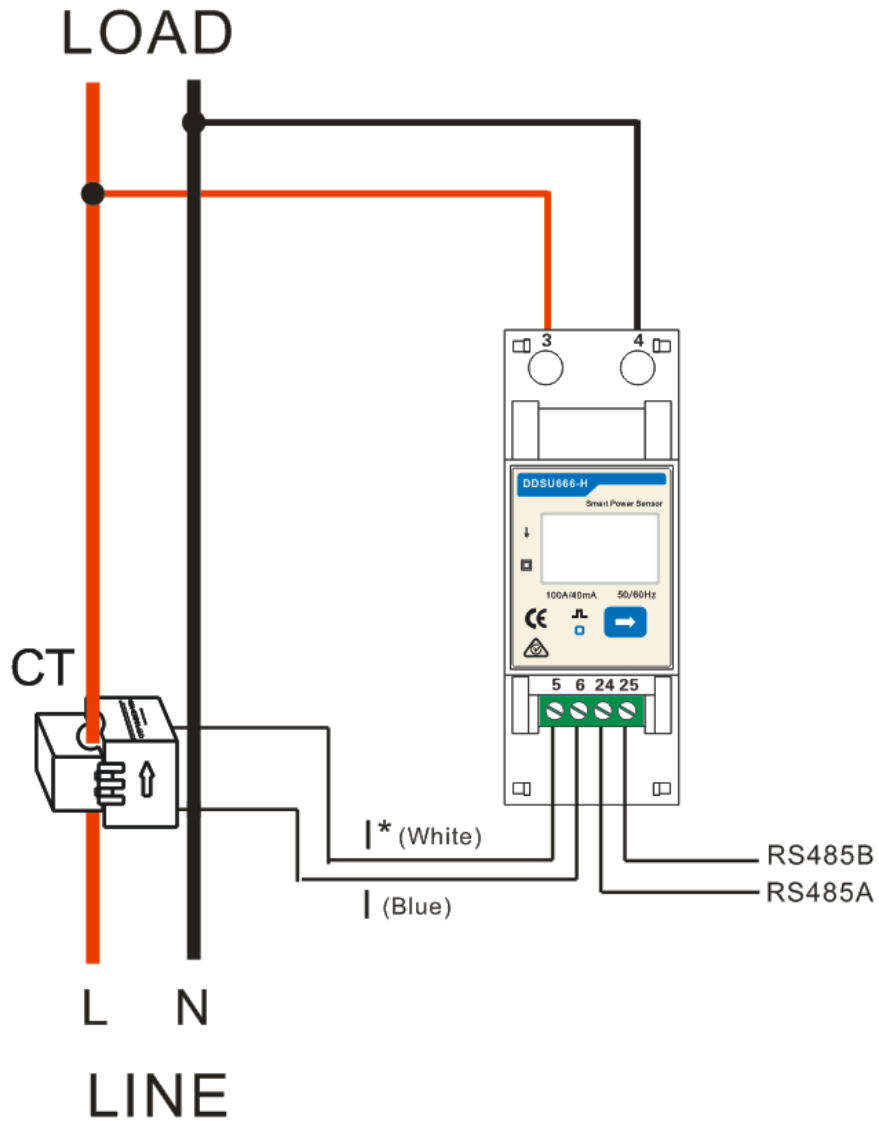 LOAD
3 4
DDSU666-H
Smart Power Sensor
100A/40mA 50/60Hz
CE
CT
5 6 24 25
I* (White)
RS485B
RS485A
I (Blue)
L N
LINE